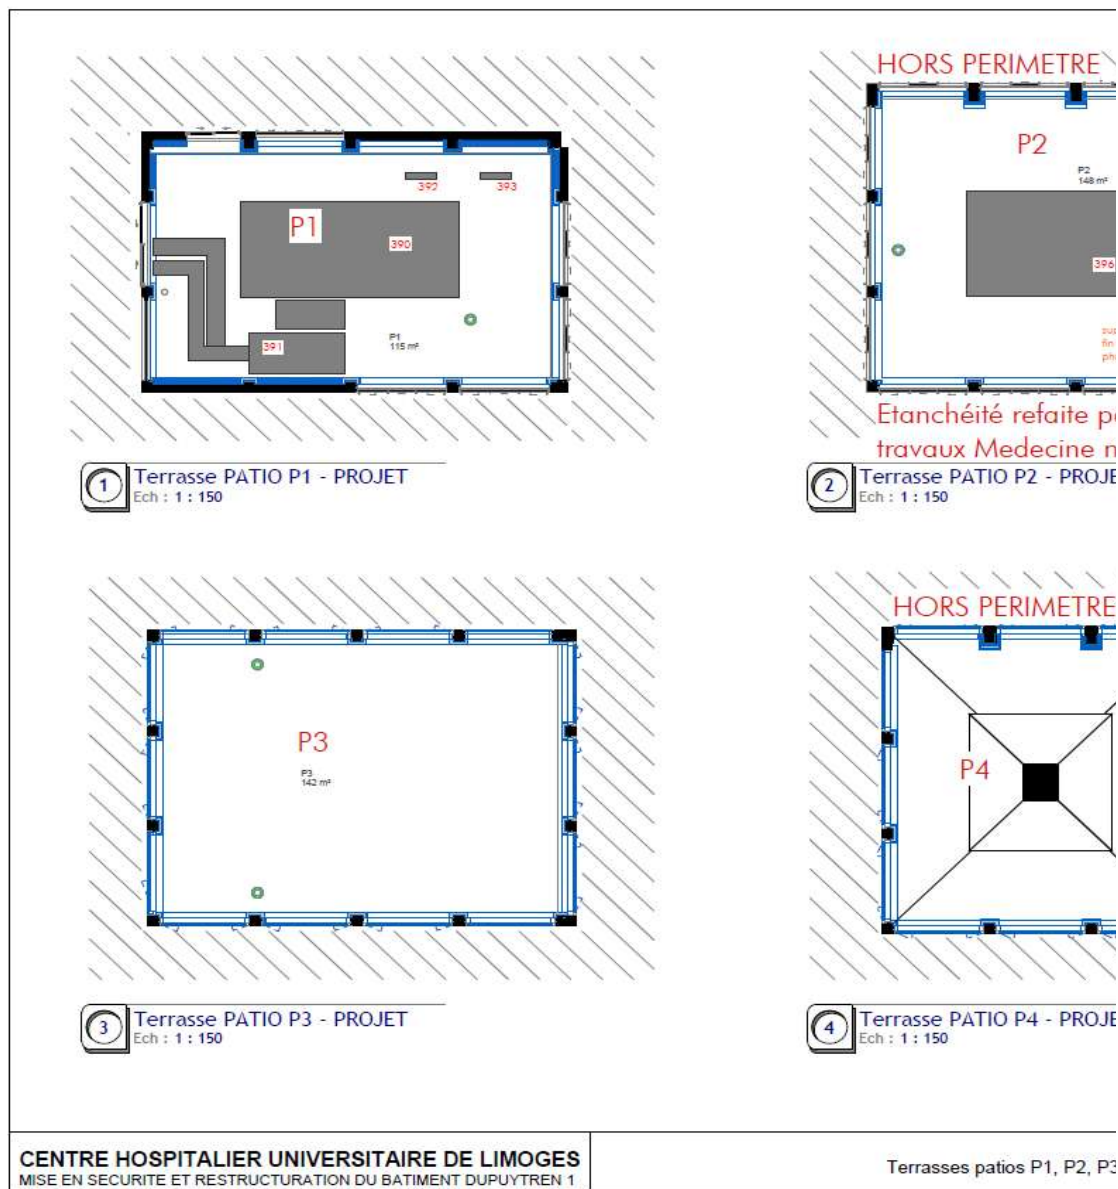 HORS PERIMETRE
P2
P2
148 m²
396
392
393
P1
390
391
P1
115 m²
Etanchéité refaite
travaux Medecine
1
Terrasse PATIO P1 - PROJET
Ech : 1 : 150
2
Terrasse PATIO P2 -
Ech : 1 : 150
HORS PERIMETRE
P3
P3
142 m²
P4
3
Terrasse PATIO P3 - PROJET
Ech : 1 : 150
4
Terrasse PATIO P4 -
Ech : 1 : 150
CENTRE HOSPITALIER UNIVERSITAIRE DE LIMOGES
MISE EN SECURITE ET RESTRUCTURATION DU BATIMENT DUPUYTREN 1
Terrasses patios P1, P2, P3